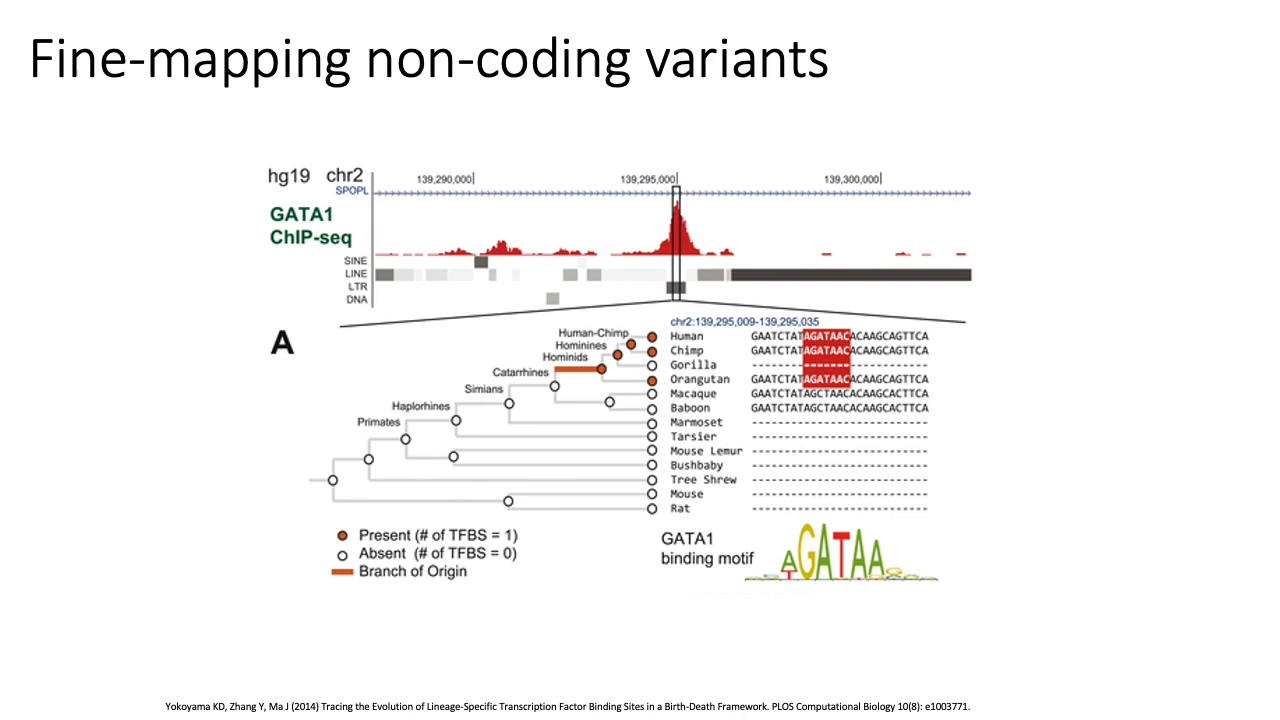 Fine-mapping non-coding variants
hg19 chr2
139,290,000| 139,295,000| 139,300,000|
SPOPL
GATA1
ChIP-seq
SINE
LINE
LTR
DNA
A
chr2:139,295,009-139,295,035
Human-Chimp
Hominines
Hominids
Catarrhines
Simians
Haplorhines
Primates
Human GAATCTATAGATAACACAAGCAGTTCA
Chimp GAATCTATAGATAACACAAGCAGTTCA
Gorilla ---------------------------
Orangutan GAATCTATAGATAACACAAGCAGTTCA
Macaque GAATCTATAGCTAACACAAGCACTTCA
Baboon GAATCTATAGCTAACACAAGCACTTCA
Marmoset ---------------------------
Tarsier ---------------------------
Mouse Lemur ---------------------------
Bushbaby ---------------------------
Tree Shrew ---------------------------
Mouse ---------------------------
Rat ---------------------------
Present (# of TFBS = 1)
Absent (# of TFBS = 0)
Branch of Origin
GATA1
binding motif
AGATAA
Yokoyama KD, Zhang Y, Ma J (2014) Tracing the Evolution of Lineage-Specific Transcription Factor Binding Sites in a Birth-Death Framework. PLOS Computational Biology 10(8): e1003771.